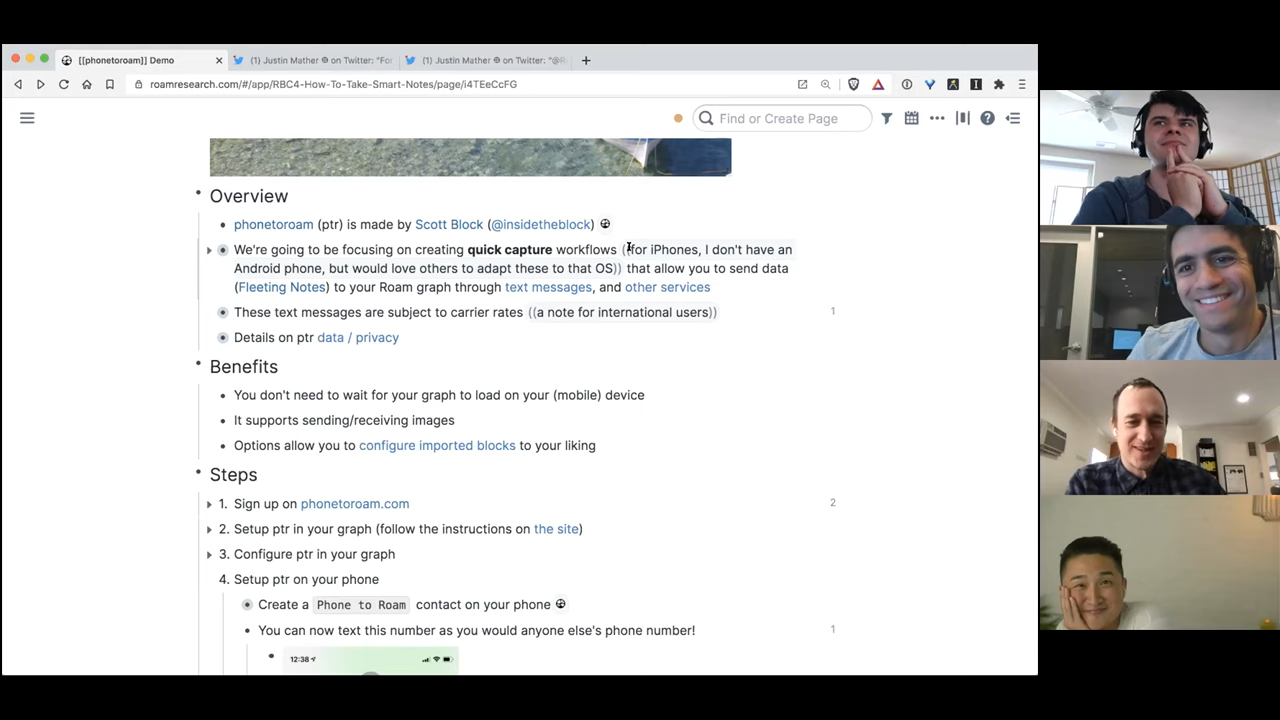 [[phonetoroam]] Demo
(1) Justin Mather on Twitter: "For
(1) Justin Mather on Twitter: "@R
roamresearch.com/#/app/RBC4-How-To-Take-Smart-Notes/page/i4TEeCcFG
Find or Create Page
Overview
phonetoroam (ptr) is made by Scott Block (@insidetheblock)
We're going to be focusing on creating quick capture workflows ((for iPhones, I don't have an
Android phone, but would love others to adapt these to that OS)) that allow you to send data
(Fleeting Notes) to your Roam graph through text messages, and other services
These text messages are subject to carrier rates ((a note for international users)) 1
Details on ptr data / privacy
Benefits
You don't need to wait for your graph to load on your (mobile) device
It supports sending/receiving images
Options allow you to configure imported blocks to your liking
Steps
1. Sign up on phonetoroam.com 2
2. Setup ptr in your graph (follow the instructions on the site)
3. Configure ptr in your graph
4. Setup ptr on your phone
Create a Phone to Roam contact on your phone
You can now text this number as you would anyone else's phone number! 1
12:38